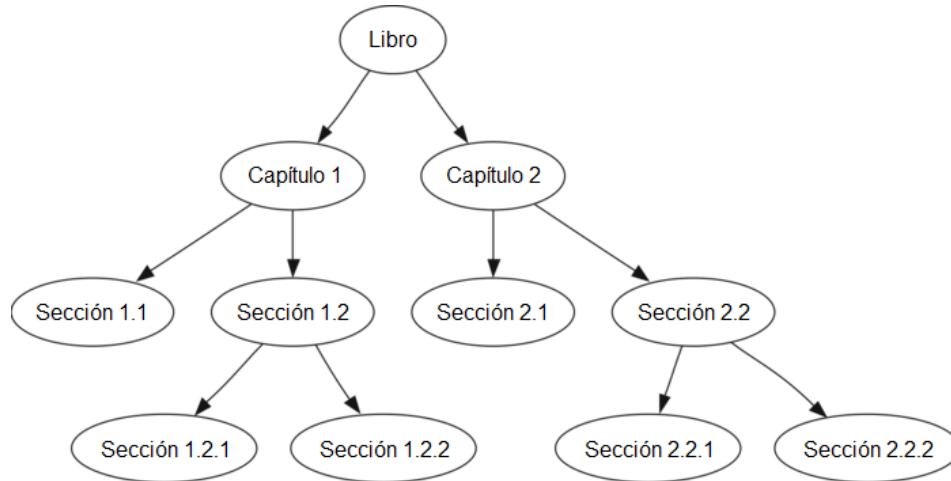 Libro
Capítulo 1
Capítulo 2
Sección 1.1
Sección 1.2
Sección 2.1
Sección 2.2
Sección 1.2.1
Sección 1.2.2
Sección 2.2.1
Sección 2.2.2